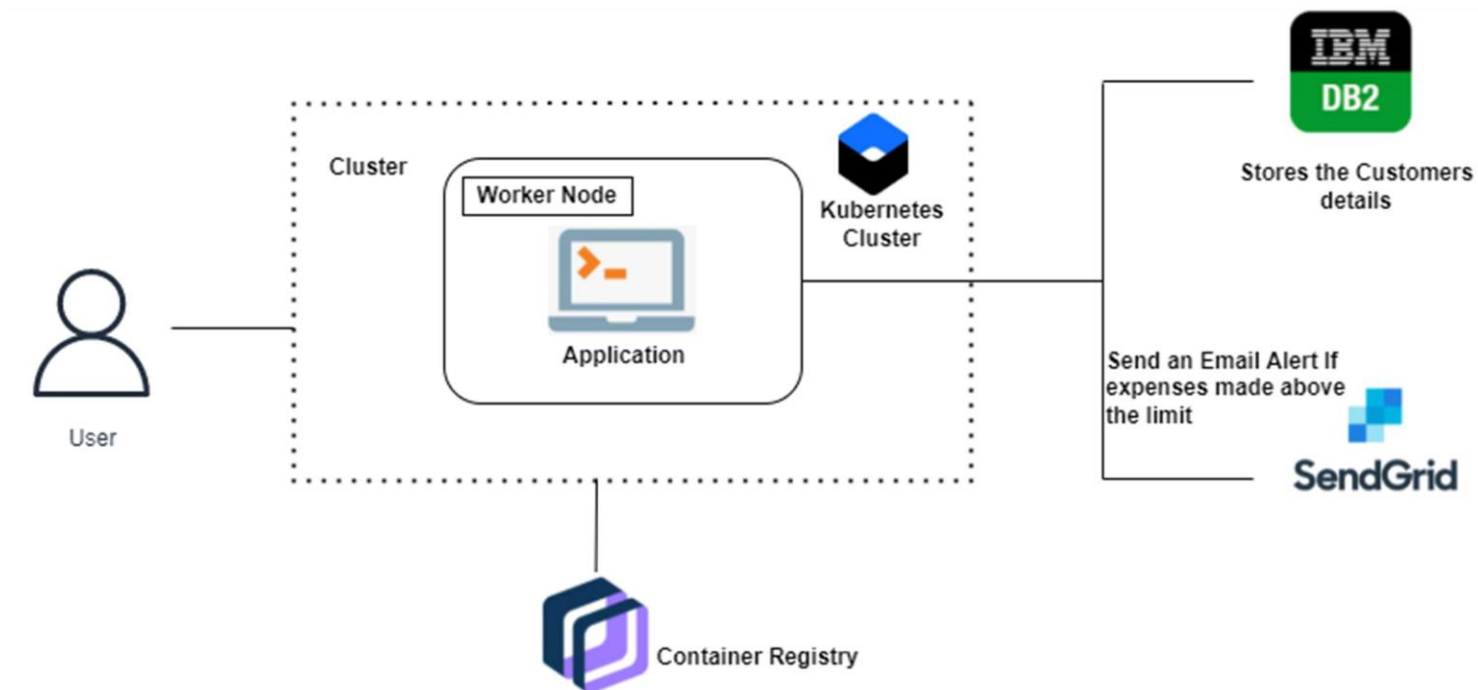 IBM
DB2
Stores the Customers
details
Cluster
Worker Node
Kubernetes
Cluster
Application
User
Send an Email Alert If
expenses made above
the limit
SendGrid
Container Registry